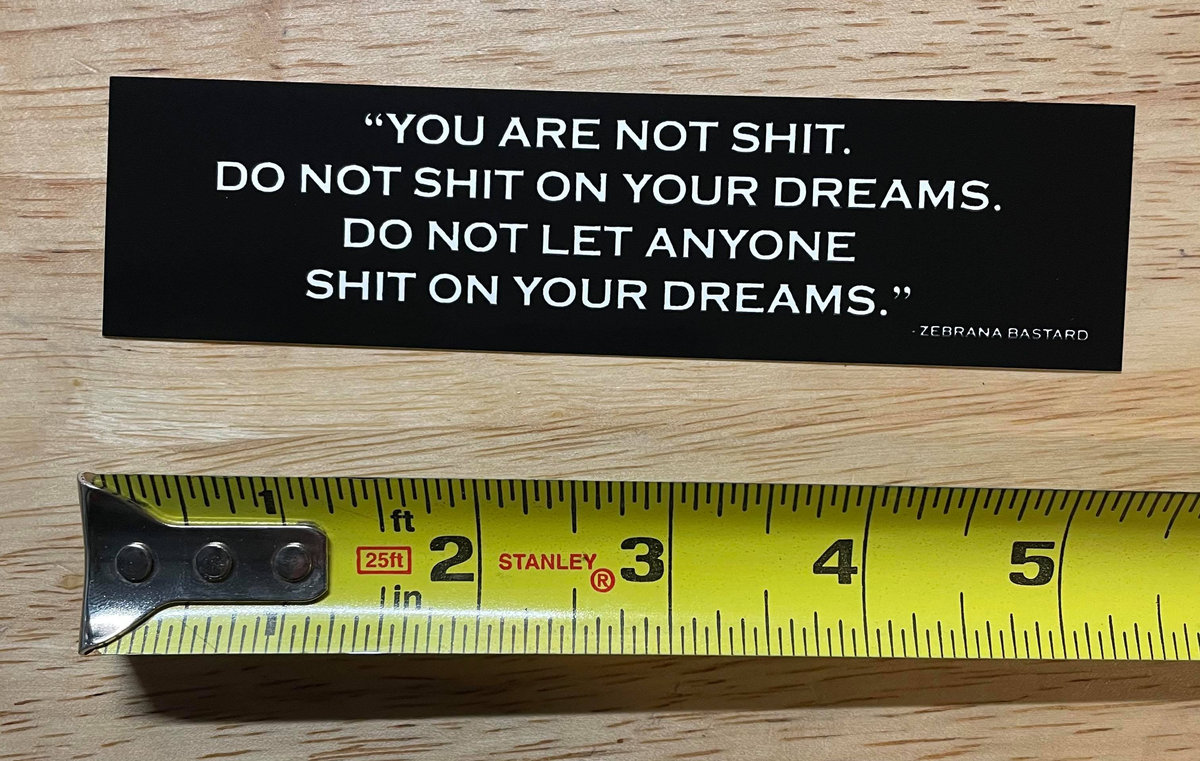 “YOU ARE NOT SHIT.
DO NOT SHIT ON YOUR DREAMS.
DO NOT LET ANYONE
SHIT ON YOUR DREAMS.”
- ZEBRANA BASTARD
1 ft
25ft 2 STANLEY® 3 4 5
1 in